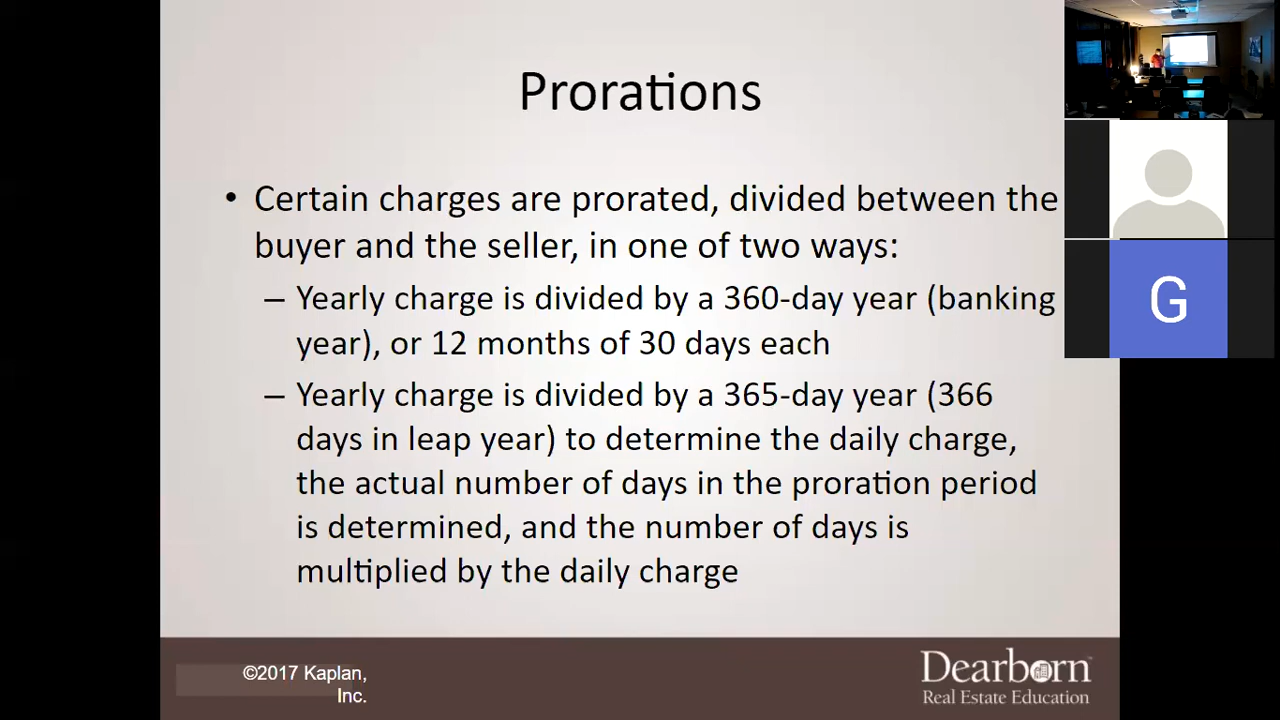 Prorations
• Certain charges are prorated, divided between the
buyer and the seller, in one of two ways:
– Yearly charge is divided by a 360-day year (banking
year), or 12 months of 30 days each
– Yearly charge is divided by a 365-day year (366
days in leap year) to determine the daily charge,
the actual number of days in the proration period
is determined, and the number of days is
multiplied by the daily charge
G
©2017 Kaplan,
Inc.
Dearborn™
Real Estate Education